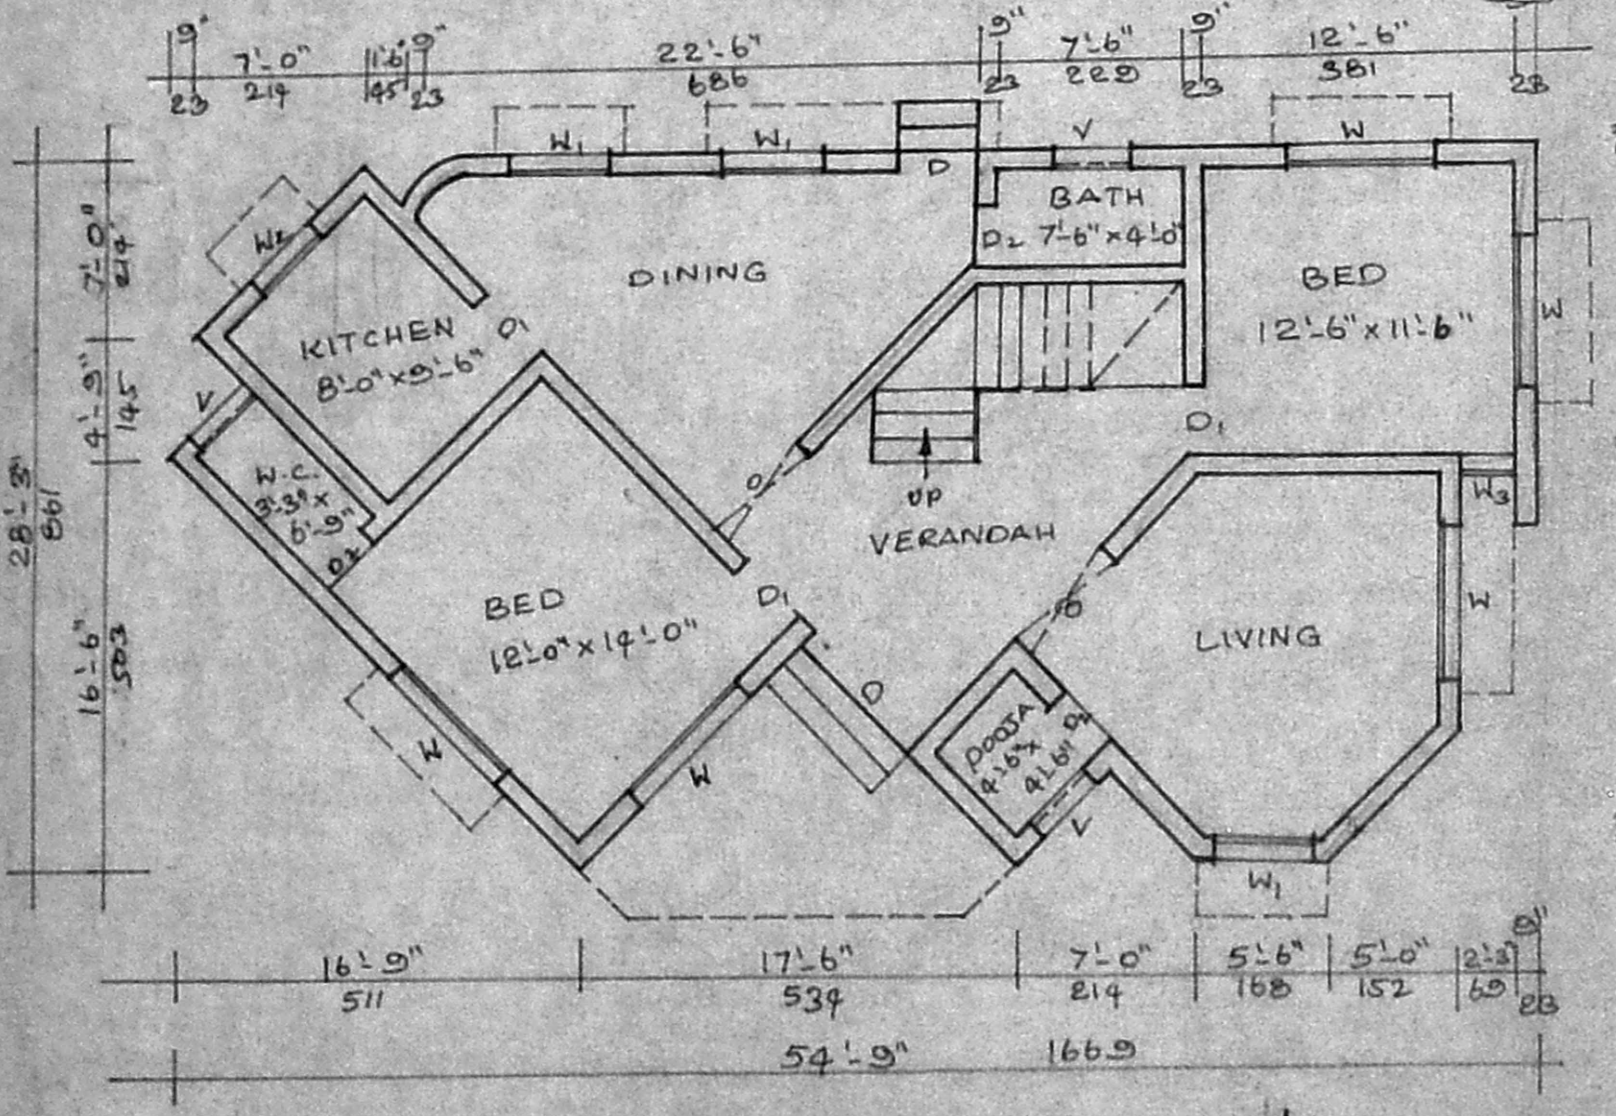 9" 7'-0" 1'6" 9" 22'-6" 9" 7'-6" 9" 12'-6"
23 214 45 23 686 23 229 23 381 23
W1 W1 D V W
BATH
D2 7'-6" x 4'-0"
W2
DINING
BED
12'-6" x 11'-6"
W
KITCHEN
8'-0" x 9'-6"
D1
V
D1
W.C.
3'-3" x
6'-9"
D2
O
UP
VERANDAH
W3
BED
12'-0" x 14'-0"
D1
O
LIVING
W
D
POOJA
4'-6" x
4'-6"
D2
W
W
V
W1
7'-0"
214
4'-9"
145
28'-3"
861
16'-6"
503
16'-9" 17'-6" 7'-0" 5'-6" 5'-0" 2'-3" 9"
511 534 214 168 152 69 23
54'-9" 1669